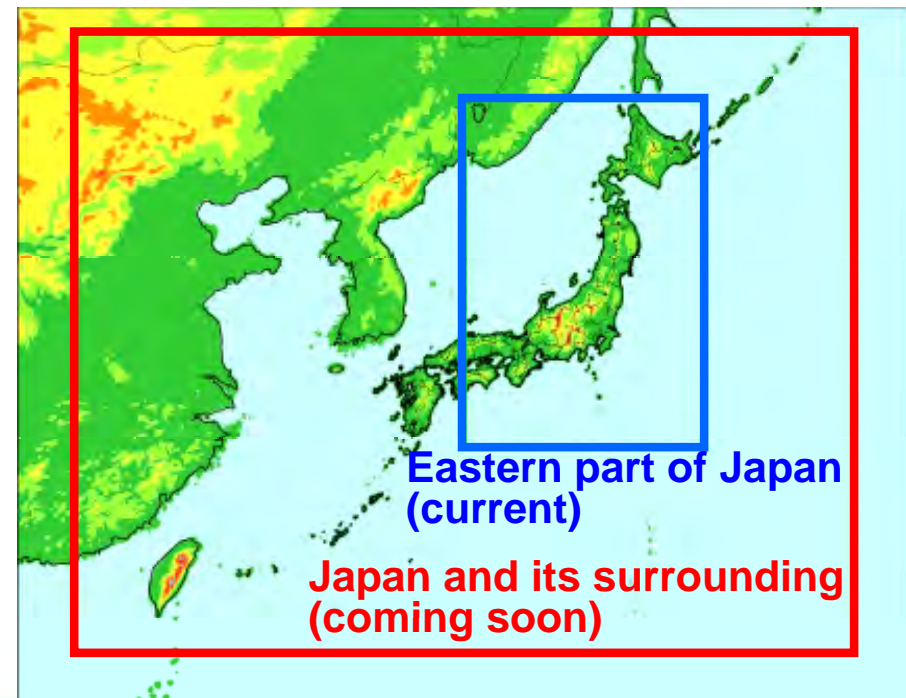 Eastern part of Japan
(current)
Japan and its surrounding
(coming soon)